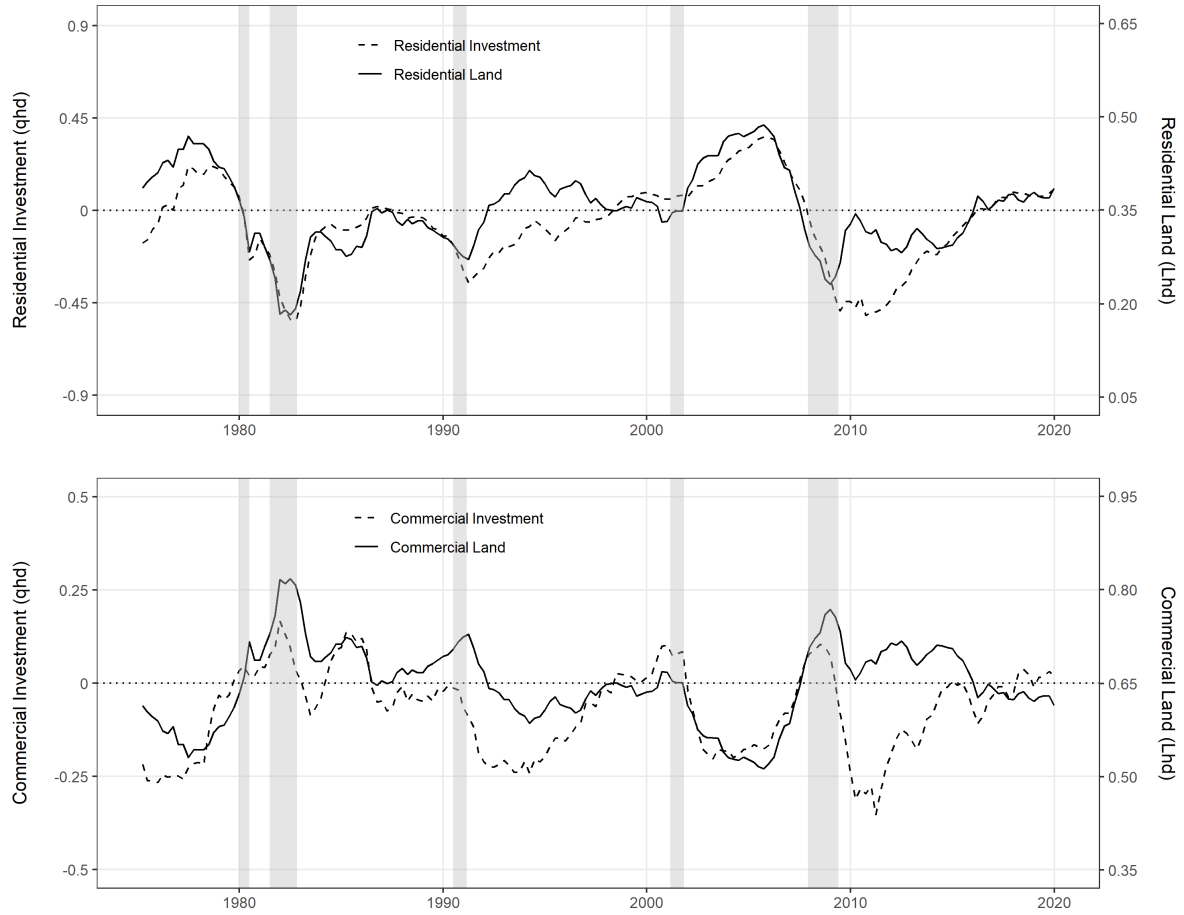 Residential Investment (qhd)
0.9
0.45
0
-0.45
-0.9
Residential Investment
Residential Land
0.65
0.50
0.35
0.20
0.05
Residential Land (Lhd)
1980 1990 2000 2010 2020
Commercial Investment (qhd)
0.5
0.25
0
-0.25
-0.5
Commercial Investment
Commercial Land
0.95
0.80
0.65
0.50
0.35
Commercial Land (Lhd)
1980 1990 2000 2010 2020